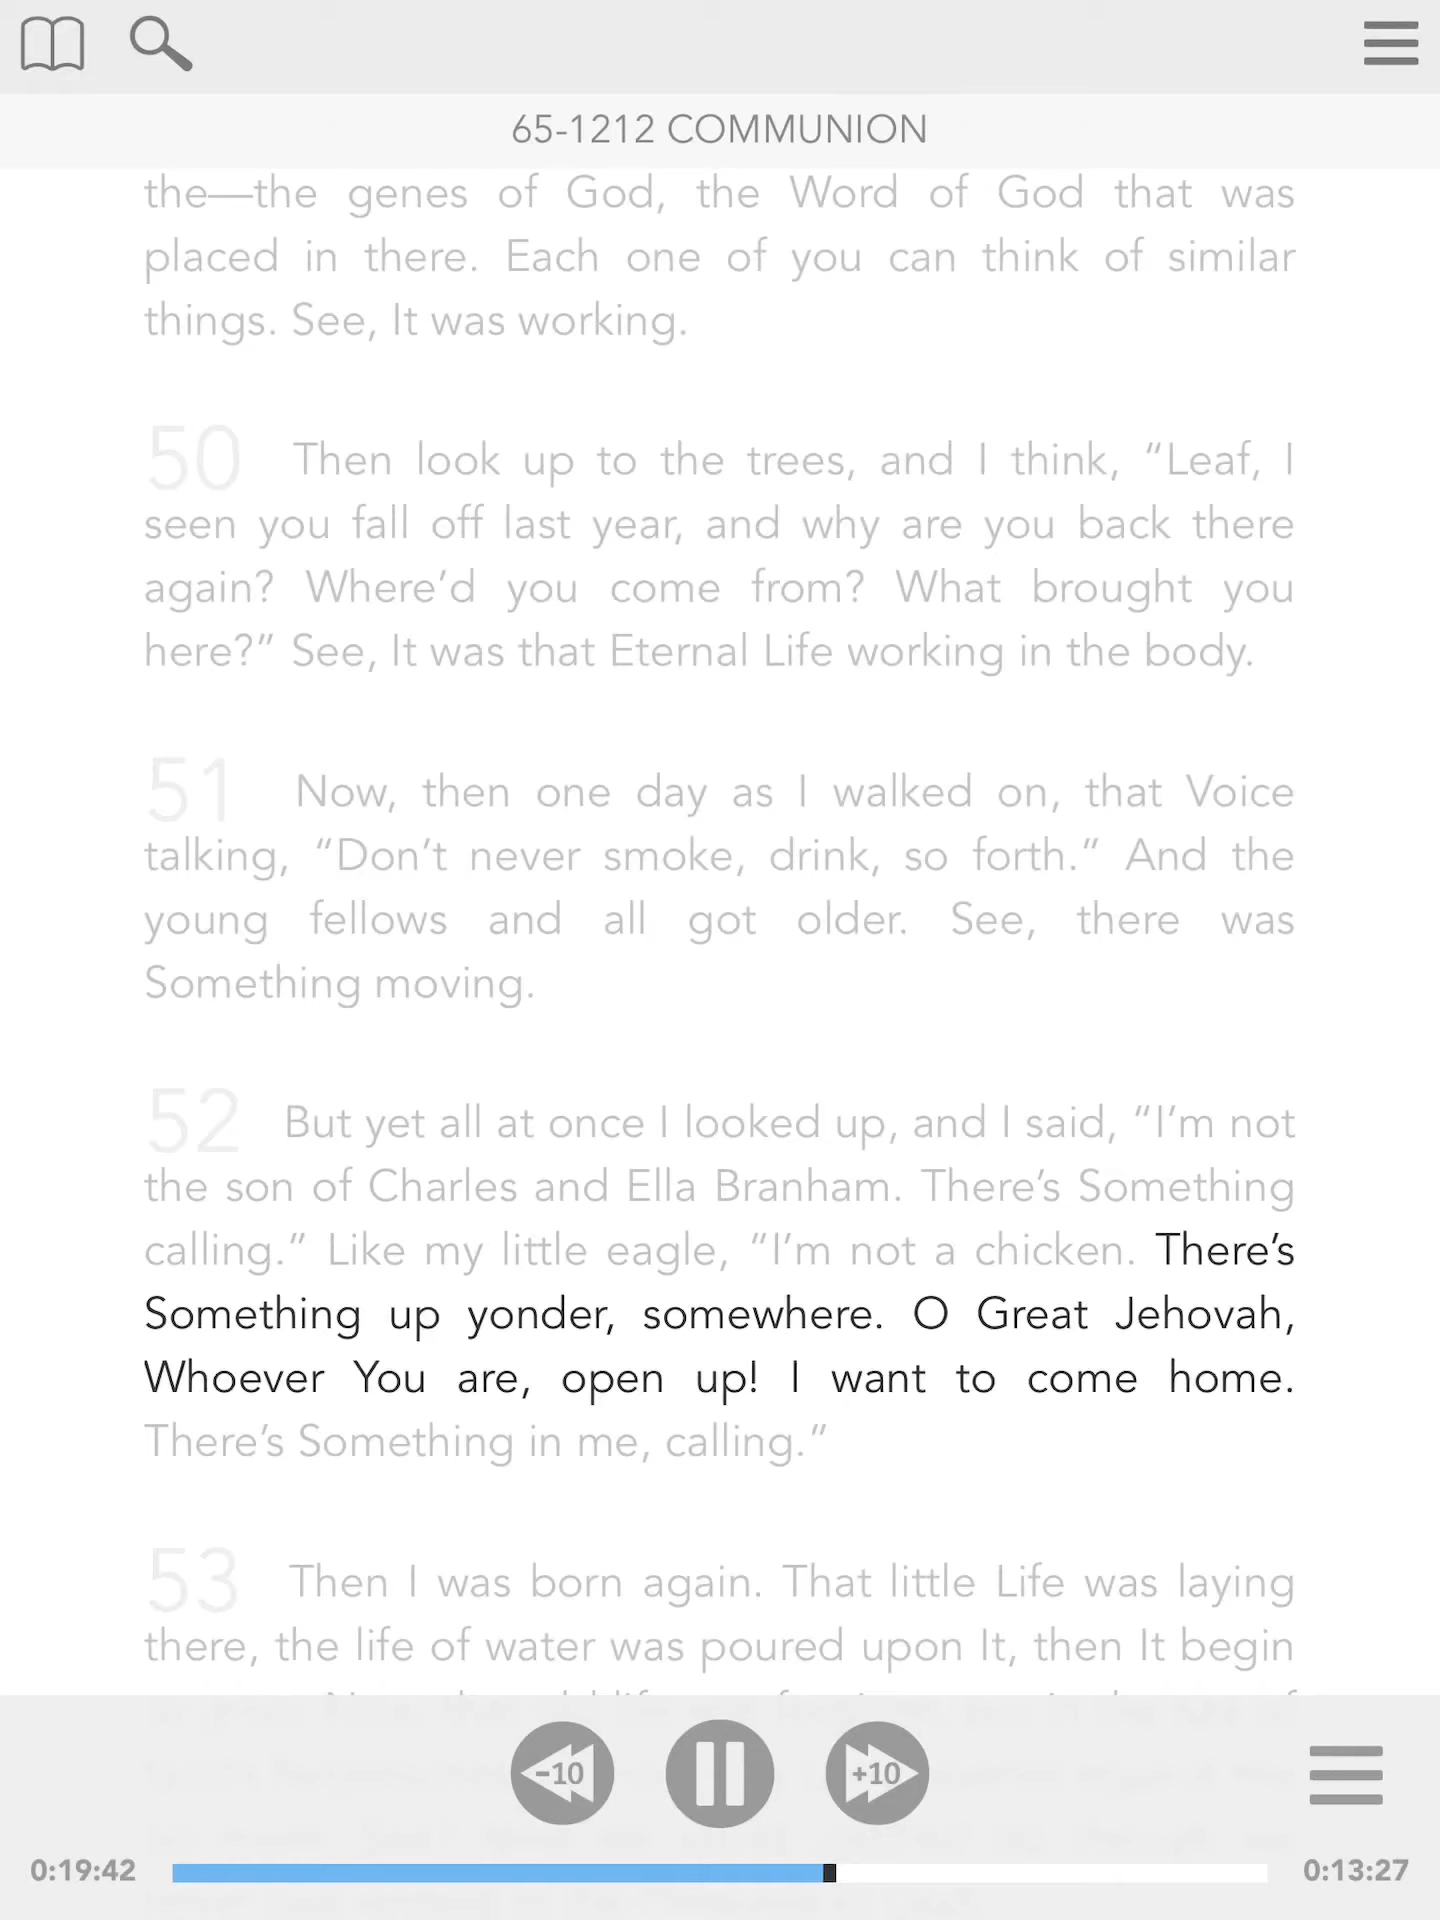 65-1212 COMMUNION
the—the genes of God, the Word of God that was
placed in there. Each one of you can think of similar
things. See, It was working.
50 Then look up to the trees, and I think, “Leaf, I
seen you fall off last year, and why are you back there
again? Where’d you come from? What brought you
here?” See, It was that Eternal Life working in the body.
51 Now, then one day as I walked on, that Voice
talking, “Don’t never smoke, drink, so forth.” And the
young fellows and all got older. See, there was
Something moving.
52 But yet all at once I looked up, and I said, “I’m not
the son of Charles and Ella Branham. There’s Something
calling.” Like my little eagle, “I’m not a chicken. There’s
Something up yonder, somewhere. O Great Jehovah,
Whoever You are, open up! I want to come home.
There’s Something in me, calling.”
53 Then I was born again. That little Life was laying
there, the life of water was poured upon It, then It begin
-10 +10
0:19:42 0:13:27